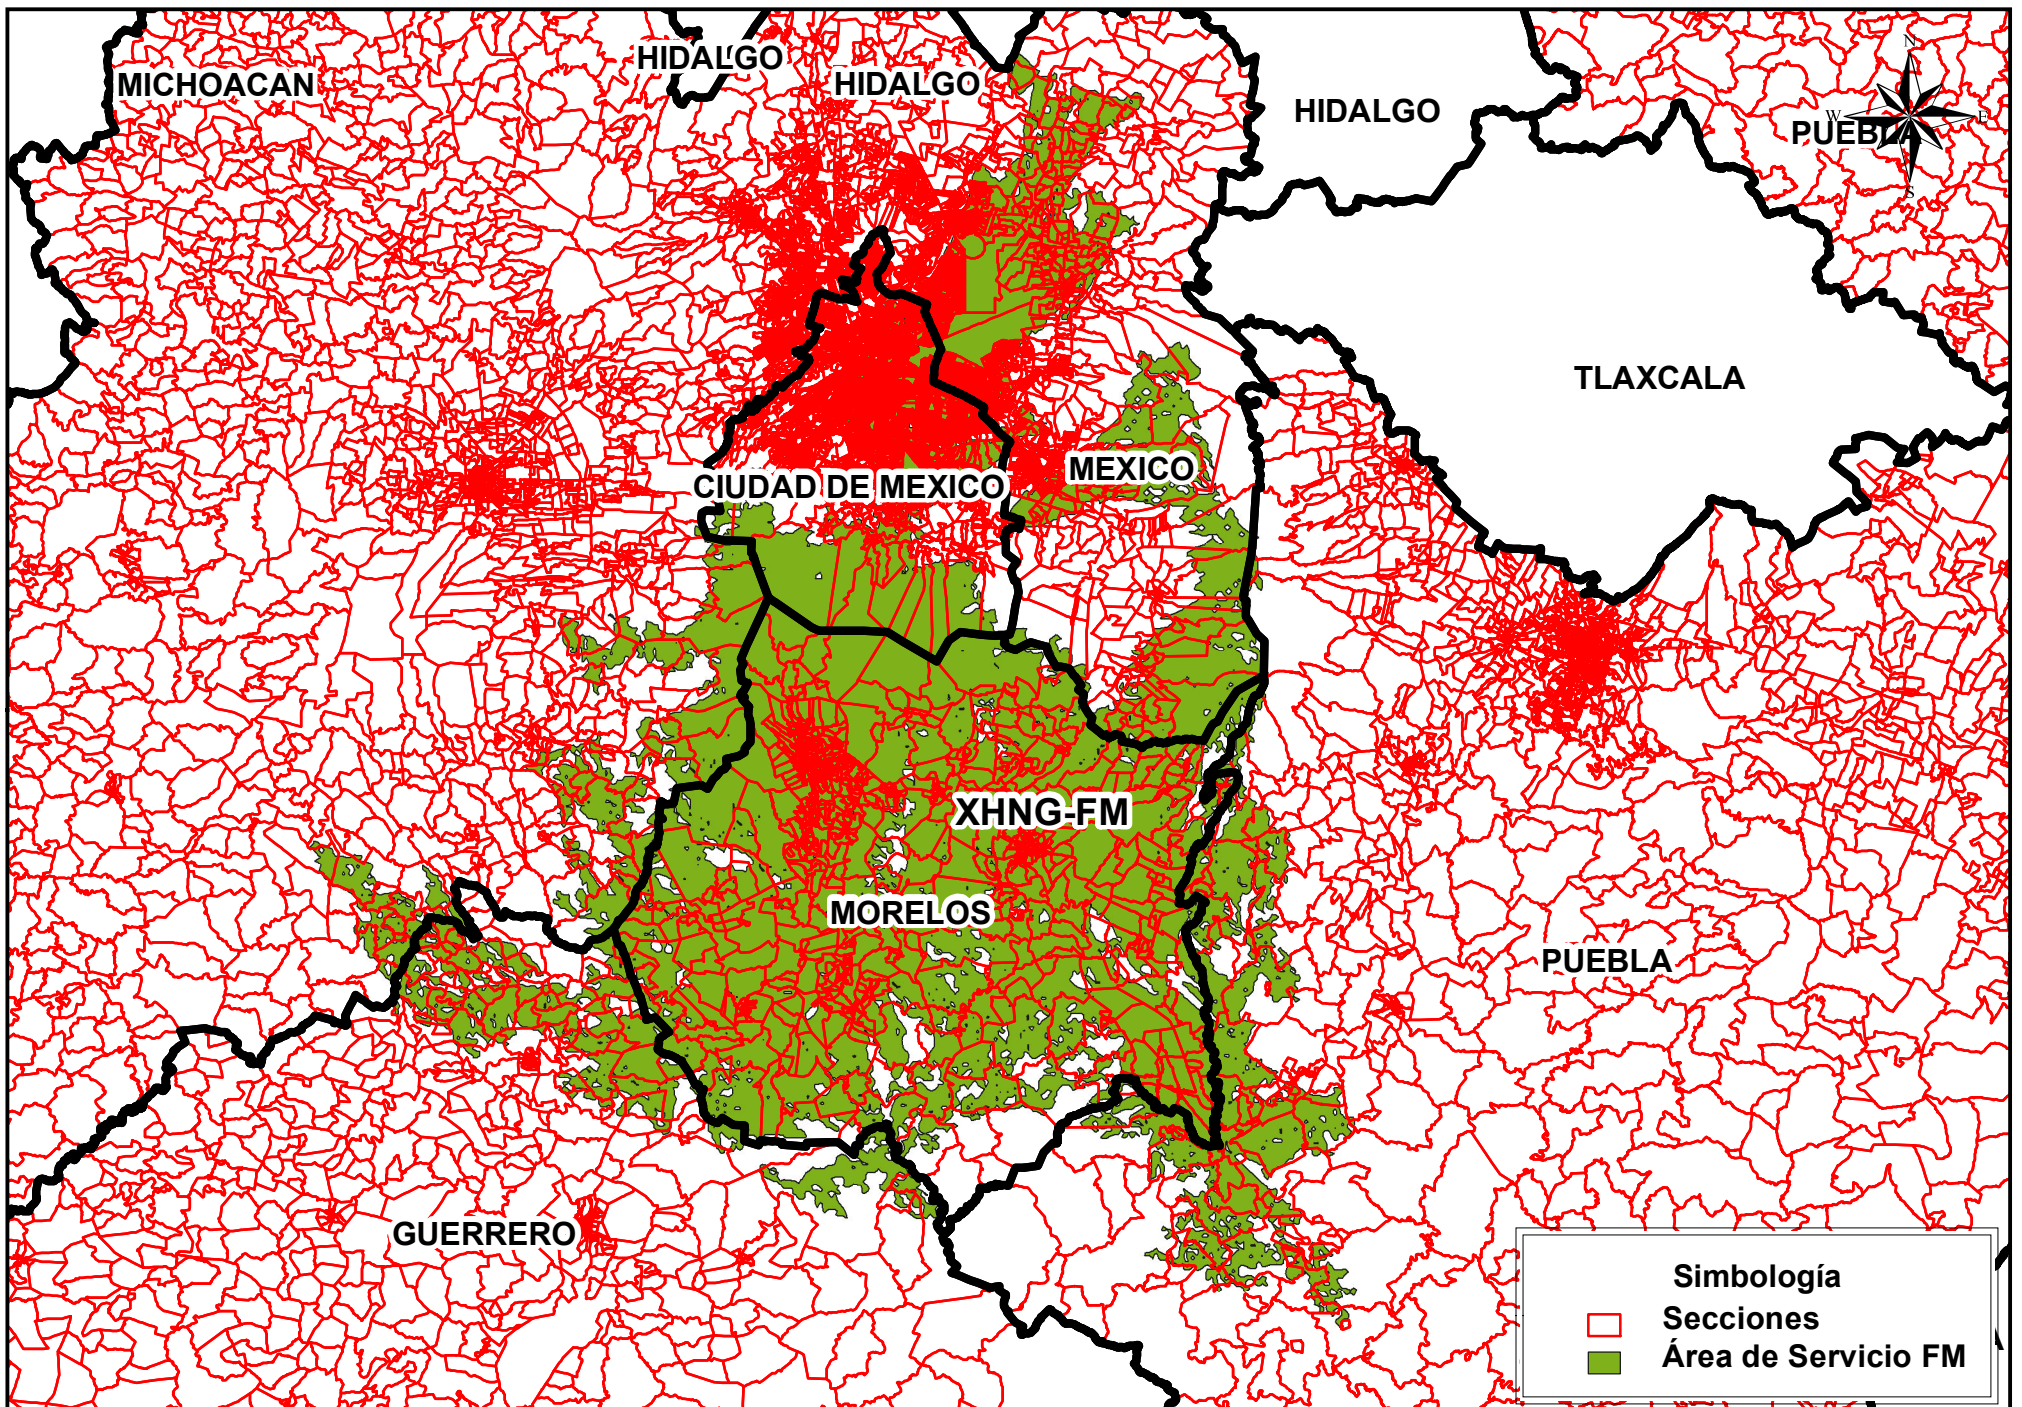 HIDALGO
MICHOACAN
HIDALGO
HIDALGO
N
W
E
S
PUEBLA
TLAXCALA
MEXICO
CIUDAD DE MEXICO
XHNG-FM
MORELOS
PUEBLA
GUERRERO
Simbología
Secciones
Área de Servicio FM